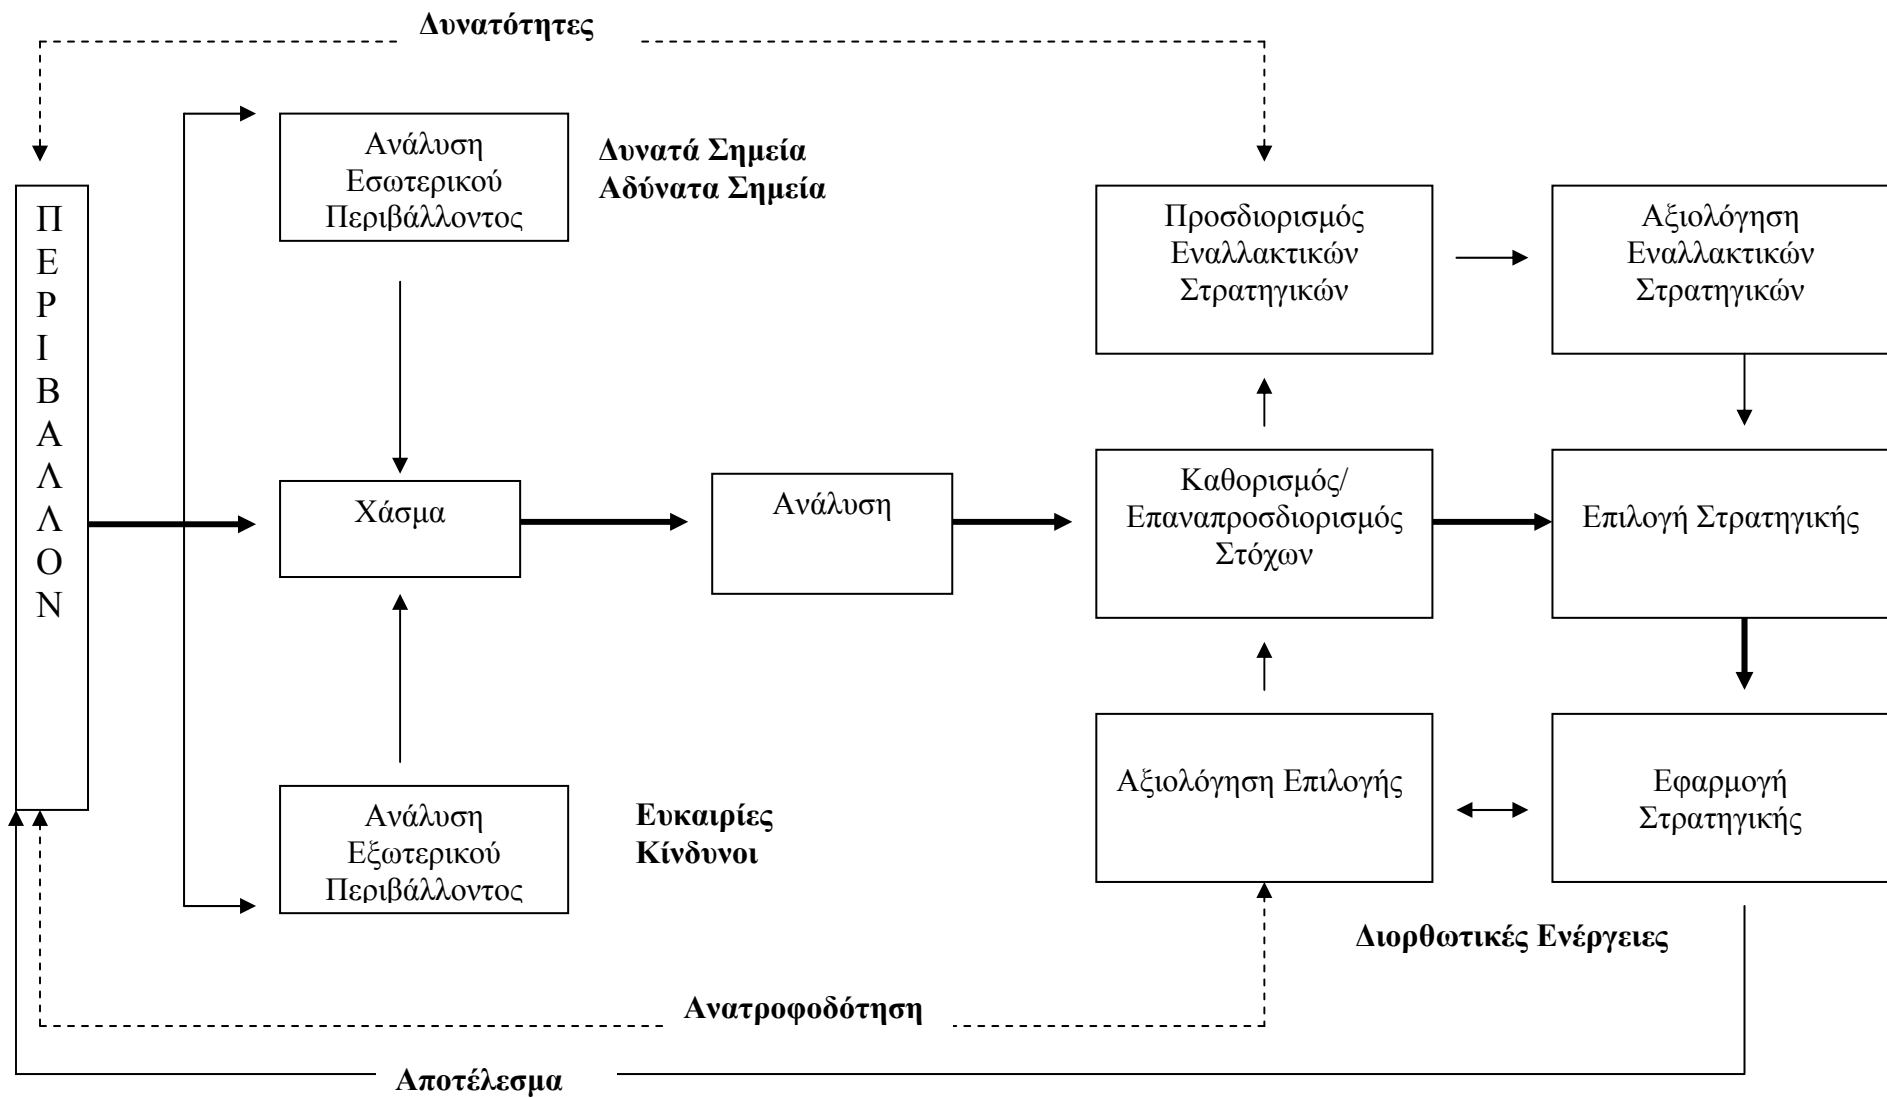 Δυνατότητες
Π
Ε
Ρ
Ι
Β
Α
Λ
Λ
Ο
Ν
Ανάλυση
Εσωτερικού
Περιβάλλοντος
Δυνατά Σημεία
Αδύνατα Σημεία
Προσδιορισμός
Εναλλακτικών
Στρατηγικών
Αξιολόγηση
Εναλλακτικών
Στρατηγικών
Χάσμα
Ανάλυση
Καθορισμός/
Επαναπροσδιορισμός
Στόχων
Επιλογή Στρατηγικής
Ανάλυση
Εξωτερικού
Περιβάλλοντος
Ευκαιρίες
Κίνδυνοι
Αξιολόγηση Επιλογής
Εφαρμογή
Στρατηγικής
Διορθωτικές Ενέργειες
Ανατροφοδότηση
Αποτέλεσμα